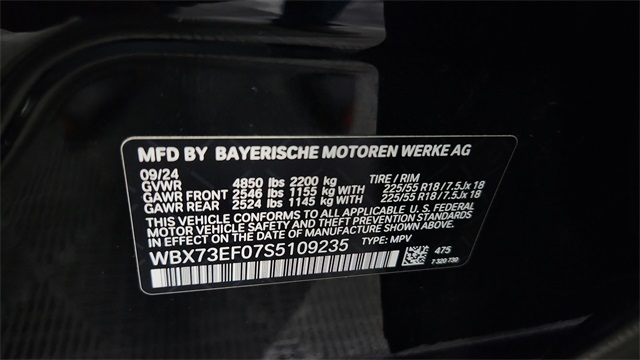 MFD BY BAYERISCHE MOTOREN WERKE AG
09/24
GVWR 4850 lbs 2200 kg TIRE / RIM
GAWR FRONT 2546 lbs 1155 kg WITH 225/55 R18 / 7.5Jx 18
GAWR REAR 2524 lbs 1145 kg WITH 225/55 R18 / 7.5Jx 18
THIS VEHICLE CONFORMS TO ALL APPLICABLE U.S. FEDERAL
MOTOR VEHICLE SAFETY AND THEFT PREVENTION STANDARDS
IN EFFECT ON THE DATE OF MANUFACTURE SHOWN ABOVE.
WBX73EF07S5109235 TYPE: MPV
475
7 320 730